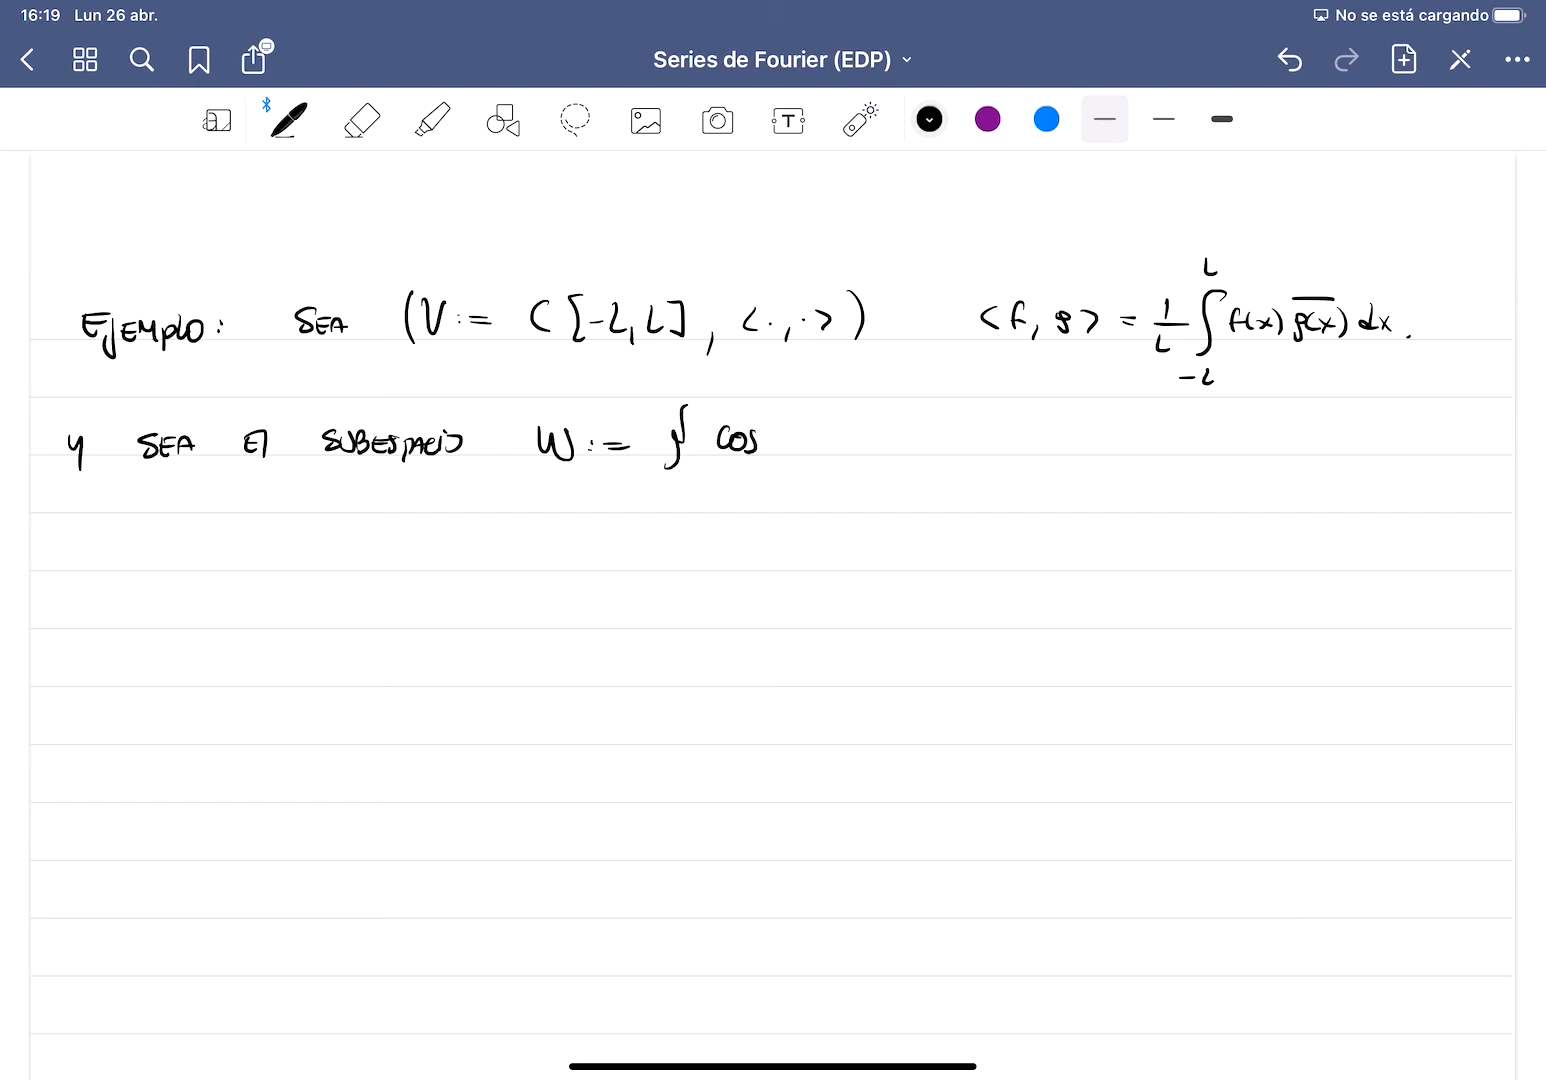 16:19 Lun 26 abr. No se está cargando
Series de Fourier (EDP)
T
Ejemplo: SEA (V := C[-L,L], <·,·>) <f, g> = 1/L ∫_{-L}^{L} f(x) \overline{g(x)} dx.
y SEA El SUBESPACIO W := { cos